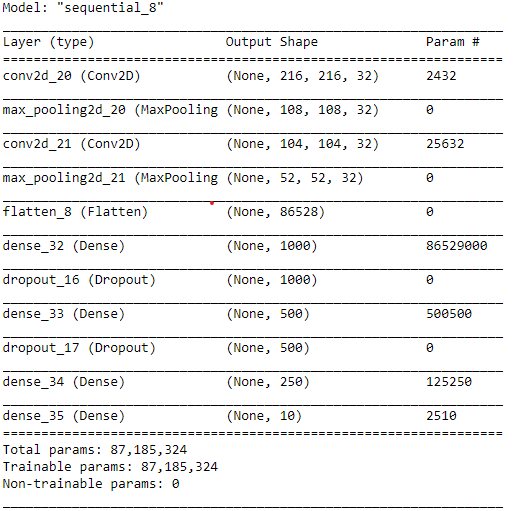 Model: "sequential_8"
Layer (type) Output Shape Param #
conv2d_20 (Conv2D) (None, 216, 216, 32) 2432
max_pooling2d_20 (MaxPooling (None, 108, 108, 32) 0
conv2d_21 (Conv2D) (None, 104, 104, 32) 25632
max_pooling2d_21 (MaxPooling (None, 52, 52, 32) 0
flatten_8 (Flatten) (None, 86528) 0
dense_32 (Dense) (None, 1000) 86529000
dropout_16 (Dropout) (None, 1000) 0
dense_33 (Dense) (None, 500) 500500
dropout_17 (Dropout) (None, 500) 0
dense_34 (Dense) (None, 250) 125250
dense_35 (Dense) (None, 10) 2510
Total params: 87,185,324
Trainable params: 87,185,324
Non-trainable params: 0